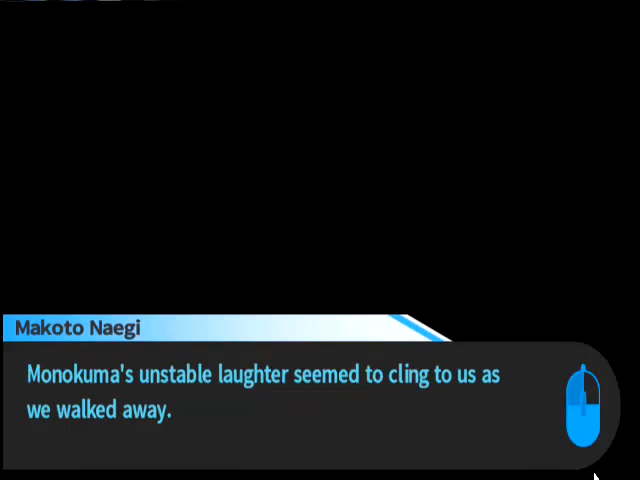 Makoto Naegi
Monokuma's unstable laughter seemed to cling to us as
we walked away.